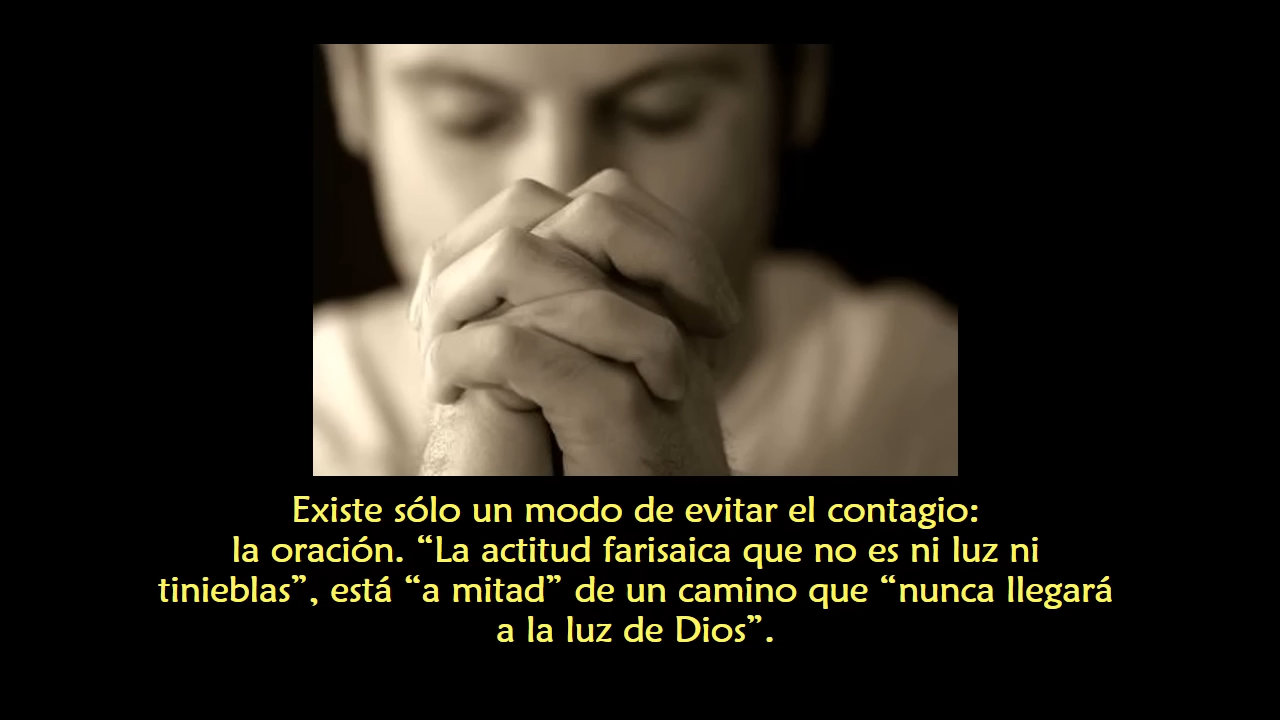 Existe sólo un modo de evitar el contagio:
la oración. “La actitud farisaica que no es ni luz ni
tinieblas”, está “a mitad” de un camino que “nunca llegará
a la luz de Dios”.